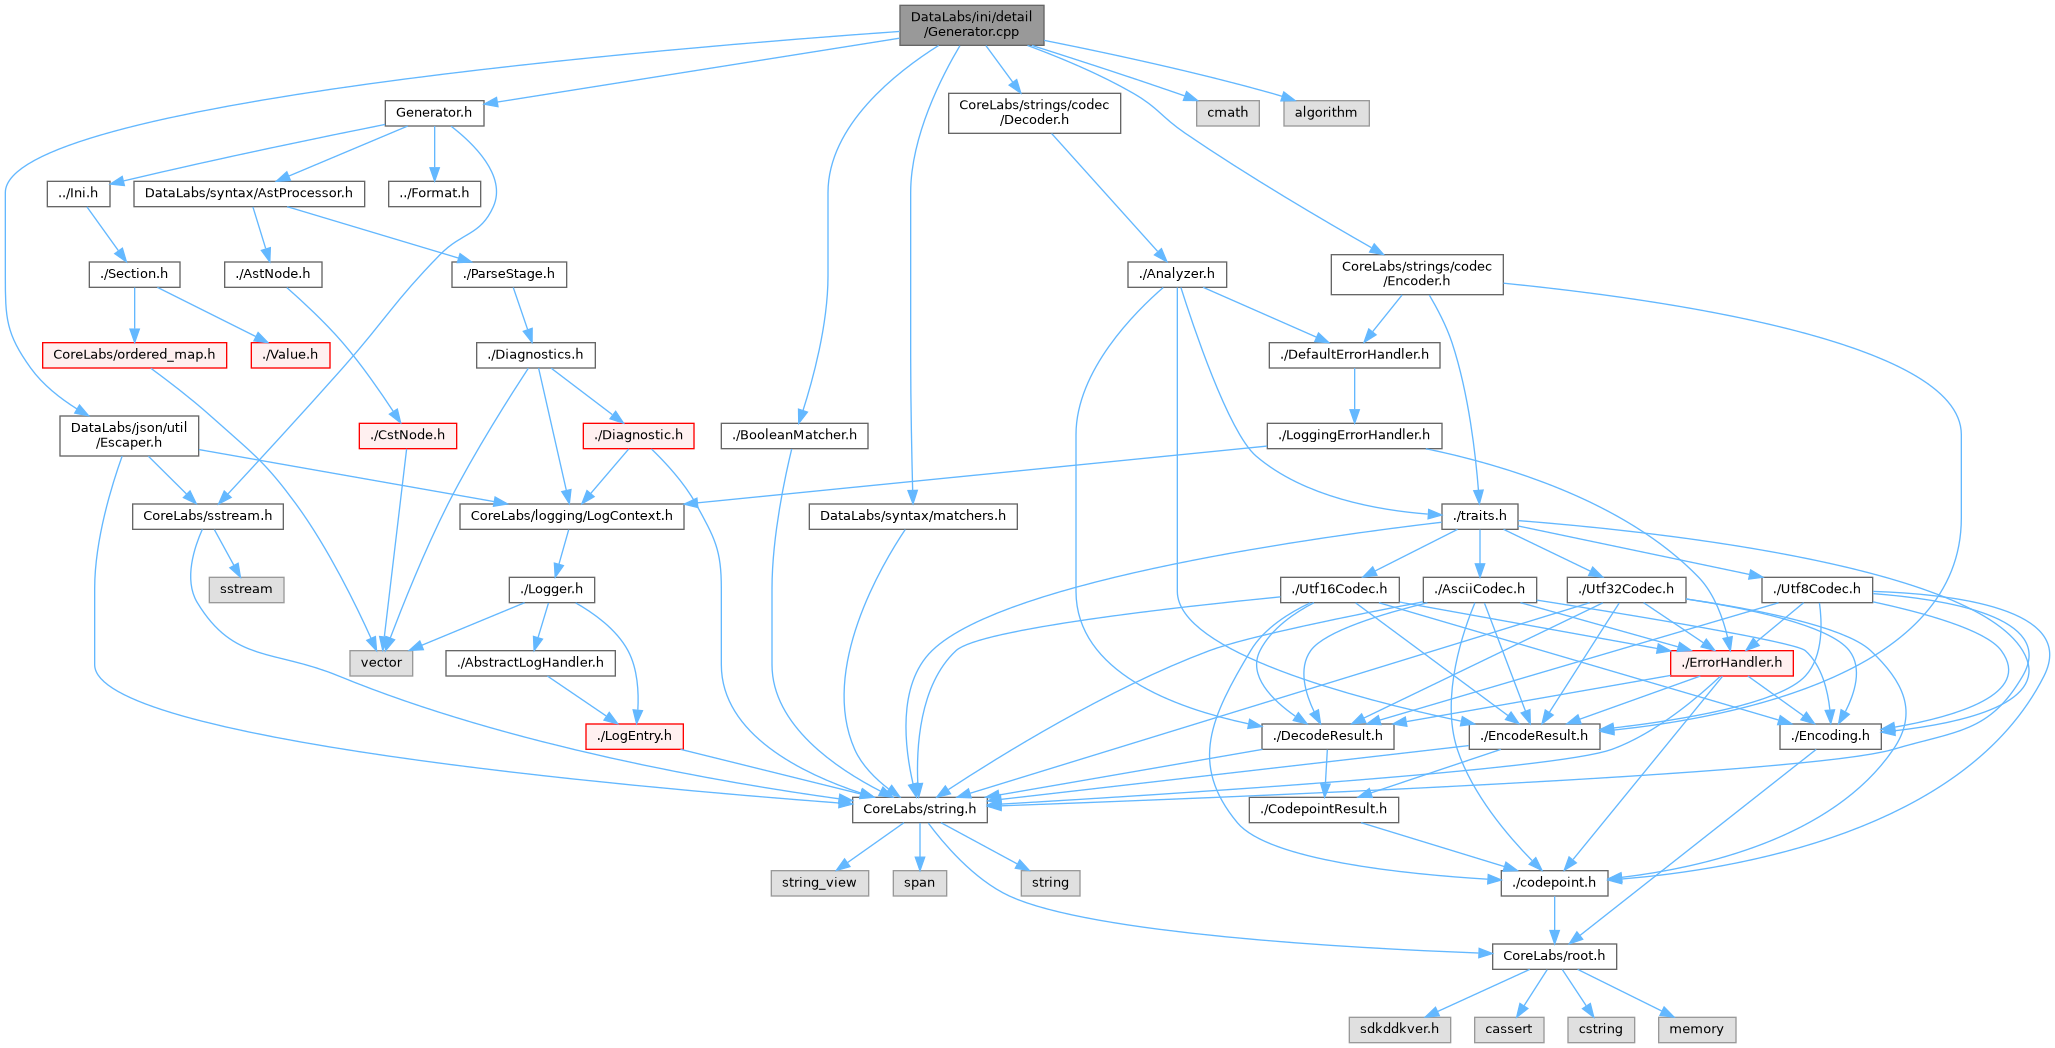 DataLabs/ini/detail
/Generator.cpp
Generator.h
CoreLabs/strings/codec
/Decoder.h
cmath
algorithm
../Ini.h
DataLabs/syntax/AstProcessor.h
../Format.h
./Section.h
./AstNode.h
./ParseStage.h
./Analyzer.h
CoreLabs/strings/codec
/Encoder.h
CoreLabs/ordered_map.h
./Value.h
./Diagnostics.h
./DefaultErrorHandler.h
DataLabs/json/util
/Escaper.h
./CstNode.h
./Diagnostic.h
./BooleanMatcher.h
./LoggingErrorHandler.h
CoreLabs/sstream.h
CoreLabs/logging/LogContext.h
DataLabs/syntax/matchers.h
./traits.h
sstream
./Logger.h
./Utf16Codec.h
./AsciiCodec.h
./Utf32Codec.h
./Utf8Codec.h
vector
./AbstractLogHandler.h
./ErrorHandler.h
./LogEntry.h
./DecodeResult.h
./EncodeResult.h
./Encoding.h
CoreLabs/string.h
./CodepointResult.h
string_view
span
string
./codepoint.h
CoreLabs/root.h
sdkddkver.h
cassert
cstring
memory